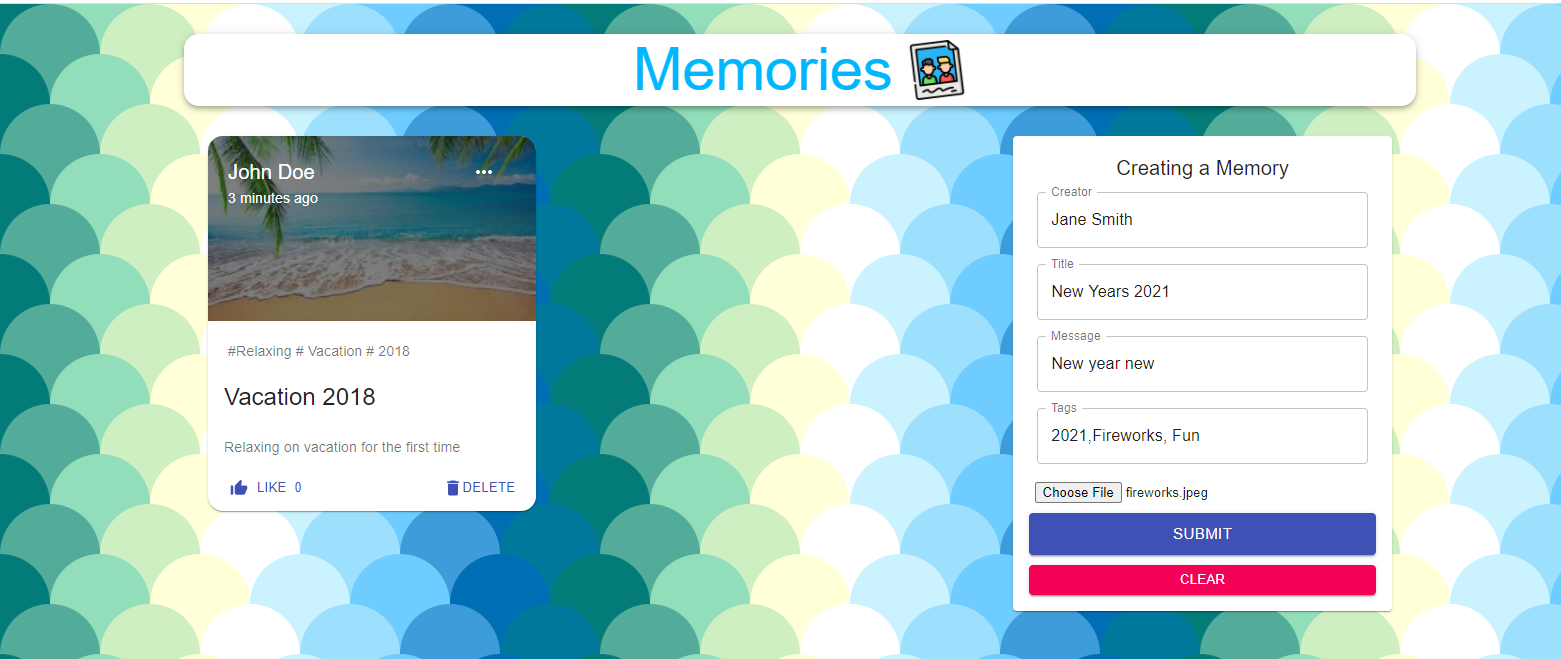 Memories
John Doe
3 minutes ago
#Relaxing # Vacation # 2018
Vacation 2018
Relaxing on vacation for the first time
LIKE 0
DELETE
Creating a Memory
Creator
Jane Smith
Title
New Years 2021
Message
New year new
Tags
2021,Fireworks, Fun
Choose File fireworks.jpeg
SUBMIT
CLEAR